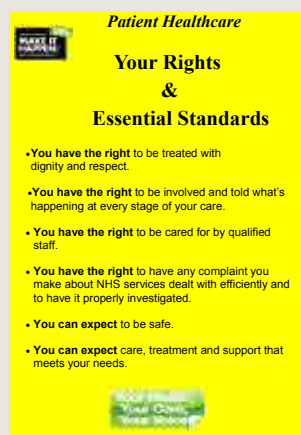 Patient Healthcare
MAKE IT
HAPPEN
Your Rights
&
Essential Standards
•You have the right to be treated with
dignity and respect.
•You have the right to be involved and told what's
happening at every stage of your care.
• You have the right to be cared for by qualified
staff.
• You have the right to have any complaint you
make about NHS services dealt with efficiently and
to have it properly investigated.
• You can expect to be safe.
• You can expect care, treatment and support that
meets your needs.